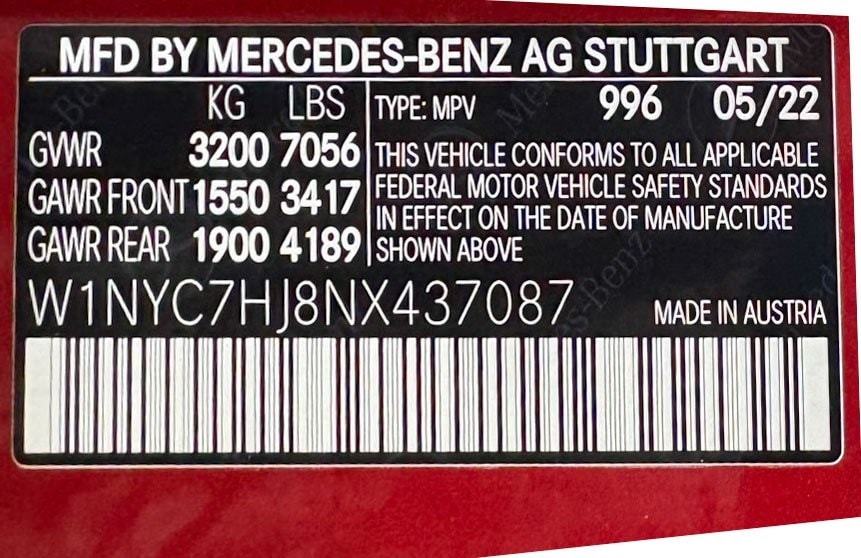 MFD BY MERCEDES-BENZ AG STUTTGART
KG LBS
GVWR 3200 7056
GAWR FRONT 1550 3417
GAWR REAR 1900 4189
TYPE: MPV 996 05/22
THIS VEHICLE CONFORMS TO ALL APPLICABLE
FEDERAL MOTOR VEHICLE SAFETY STANDARDS
IN EFFECT ON THE DATE OF MANUFACTURE
SHOWN ABOVE
W1NYC7HJ8NX437087 MADE IN AUSTRIA